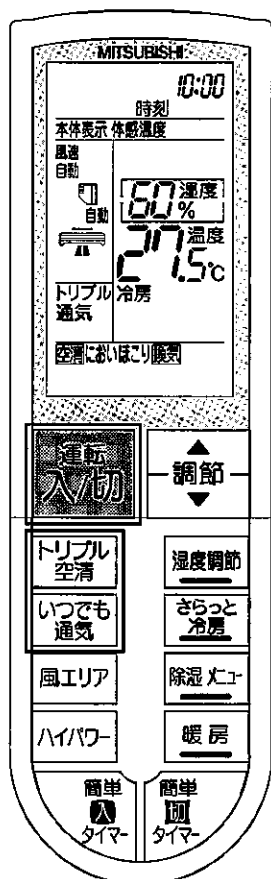 MITSUBISHI
10:00
時刻
本体表示 体感温度
風速
自動
自動
60% 湿度
27.5℃ 温度
トリプル 冷房
通気
空清 におい ほこり 換気
運転
入/切
▲
調節
▼
トリプル
空清
湿度調節
いつでも
通気
さらっと
冷房
風エリア
除湿メニュー
ハイパワー
暖房
簡単
入
タイマー
簡単
切
タイマー